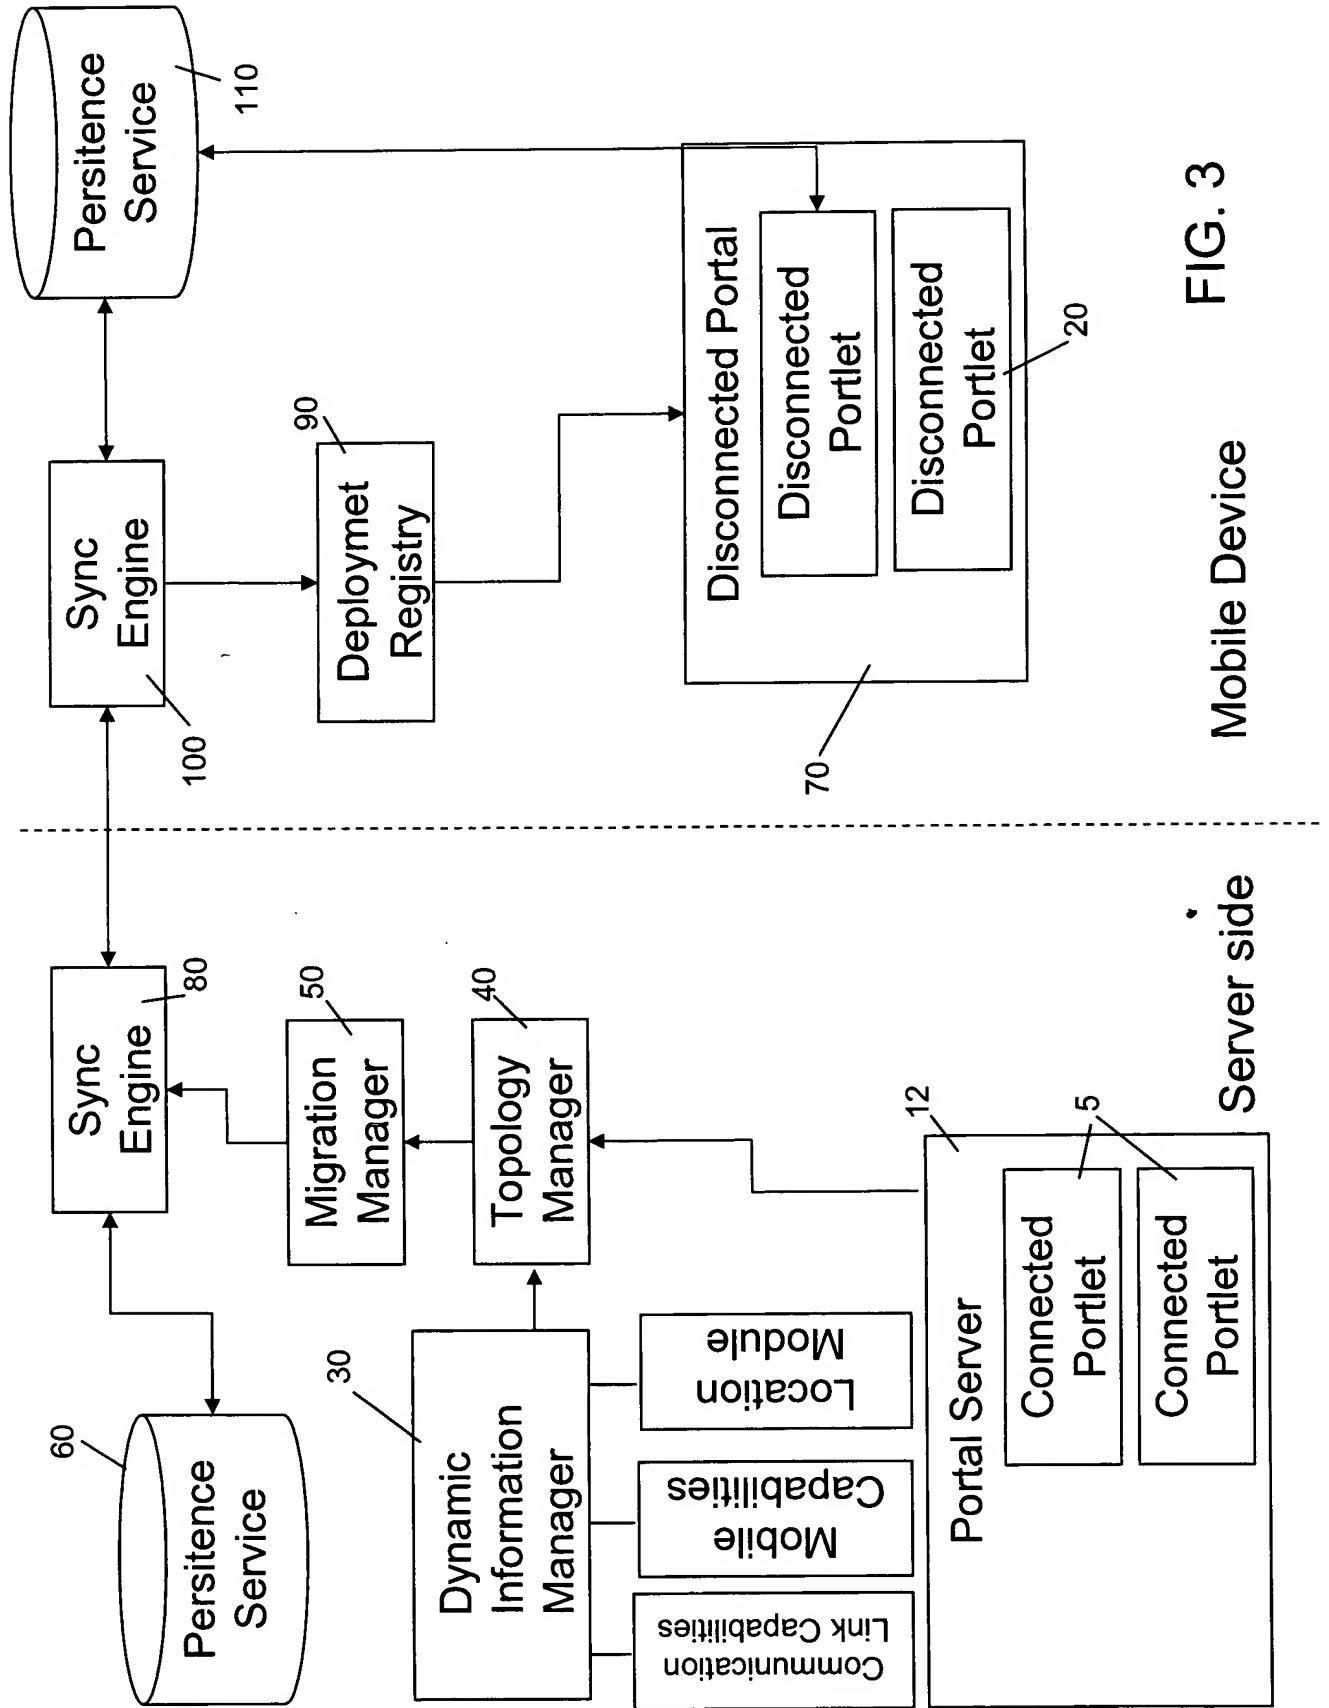 Persitence
Service
60
Sync
Engine
80
Sync
Engine
100
Persitence
Service
110
Dynamic
Information
Manager
30
Migration
Manager
50
Topology
Manager
40
Deploymet
Registry
90
Communication
Link Capabilities
Mobile
Capabilities
Location
Module
Portal Server
12
Connected
Portlet
Connected
Portlet
5
Disconnected Portal
70
Disconnected
Portlet
Disconnected
Portlet
20
Server side
Mobile Device
FIG. 3